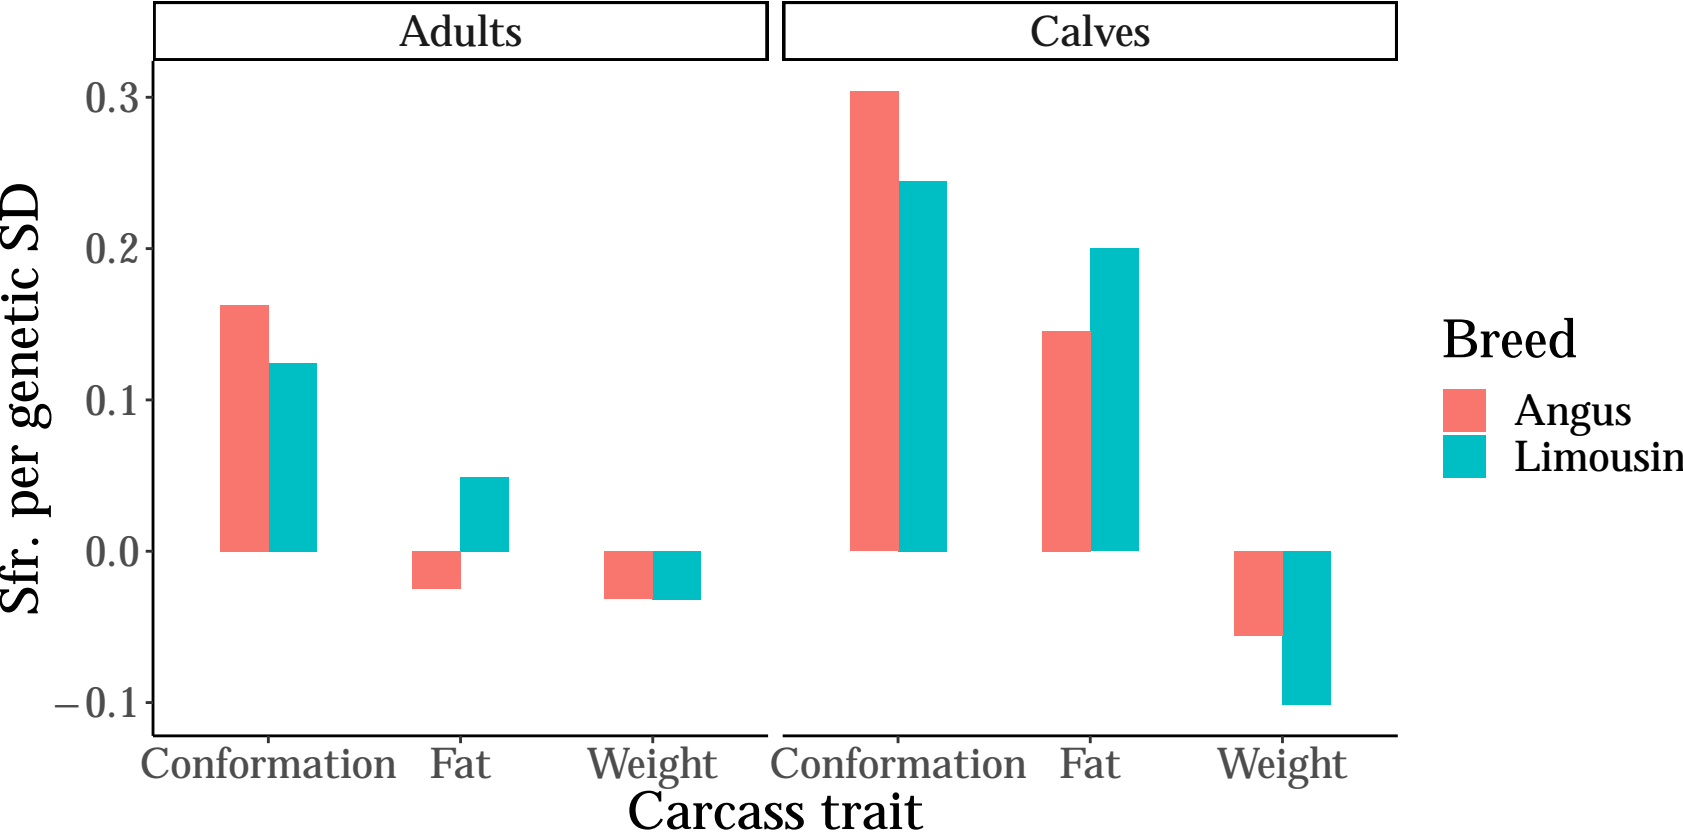 Adults
Calves
Sfr. per genetic SD
0.3
0.2
0.1
0.0
−0.1
Conformation Fat Weight
Conformation Fat Weight
Carcass trait
Breed
Angus
Limousin